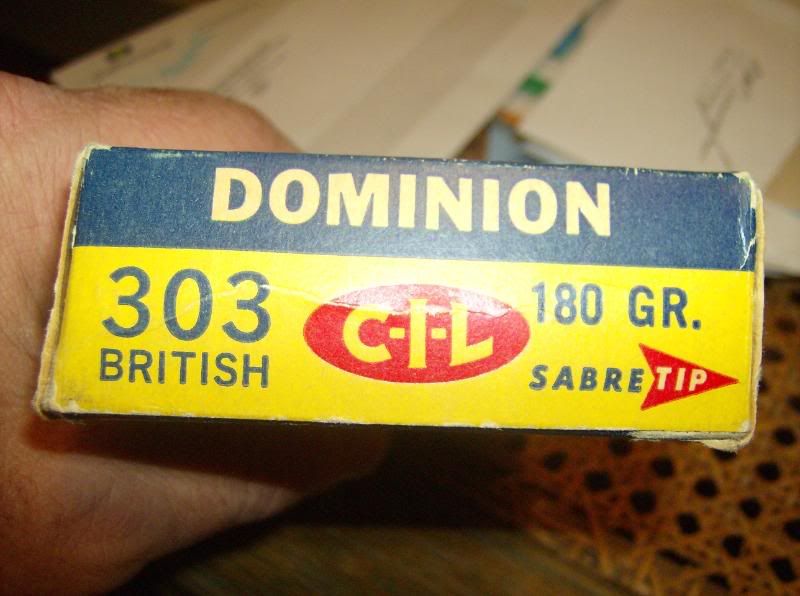 DOMINION
303
BRITISH
C-I-L
180 GR.
SABRE TIP